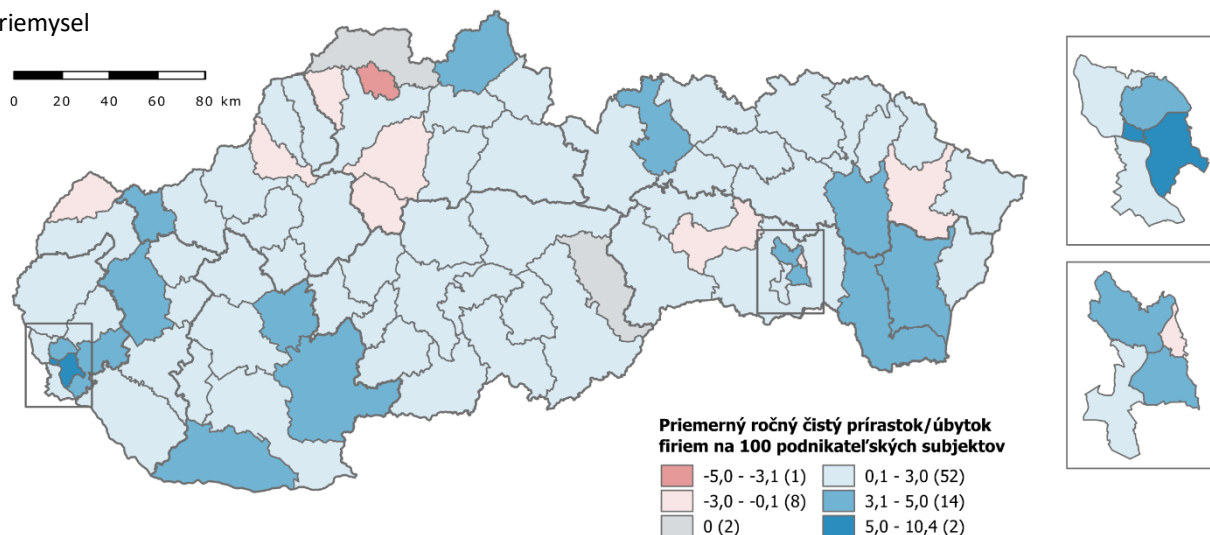 riemysel
0 20 40 60 80 km
Priemerný ročný čistý prírastok/úbytok
firiem na 100 podnikateľských subjektov
-5,0 - -3,1 (1)
-3,0 - -0,1 (8)
0 (2)
0,1 - 3,0 (52)
3,1 - 5,0 (14)
5,0 - 10,4 (2)